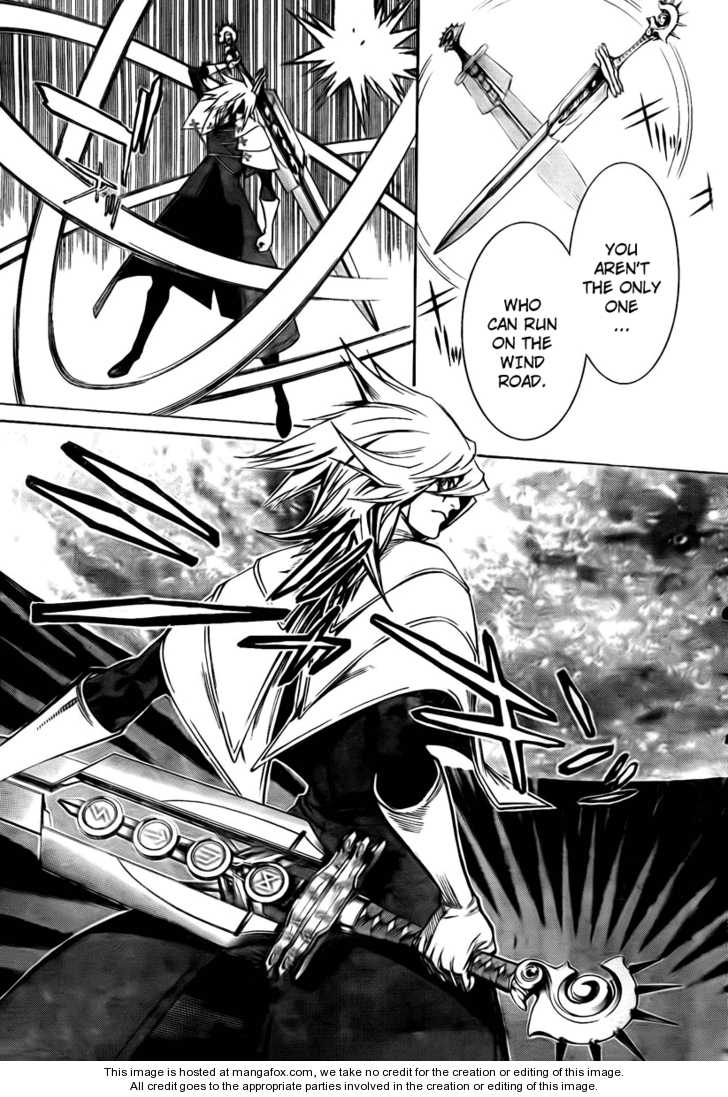 YOU
AREN'T
THE ONLY
ONE
...
WHO
CAN RUN
ON THE
WIND
ROAD.
This image is hosted at mangafox.com, we take no credit for the creation or editing of this image.
All credit goes to the appropriate parties involved in the creation or editing of this image.